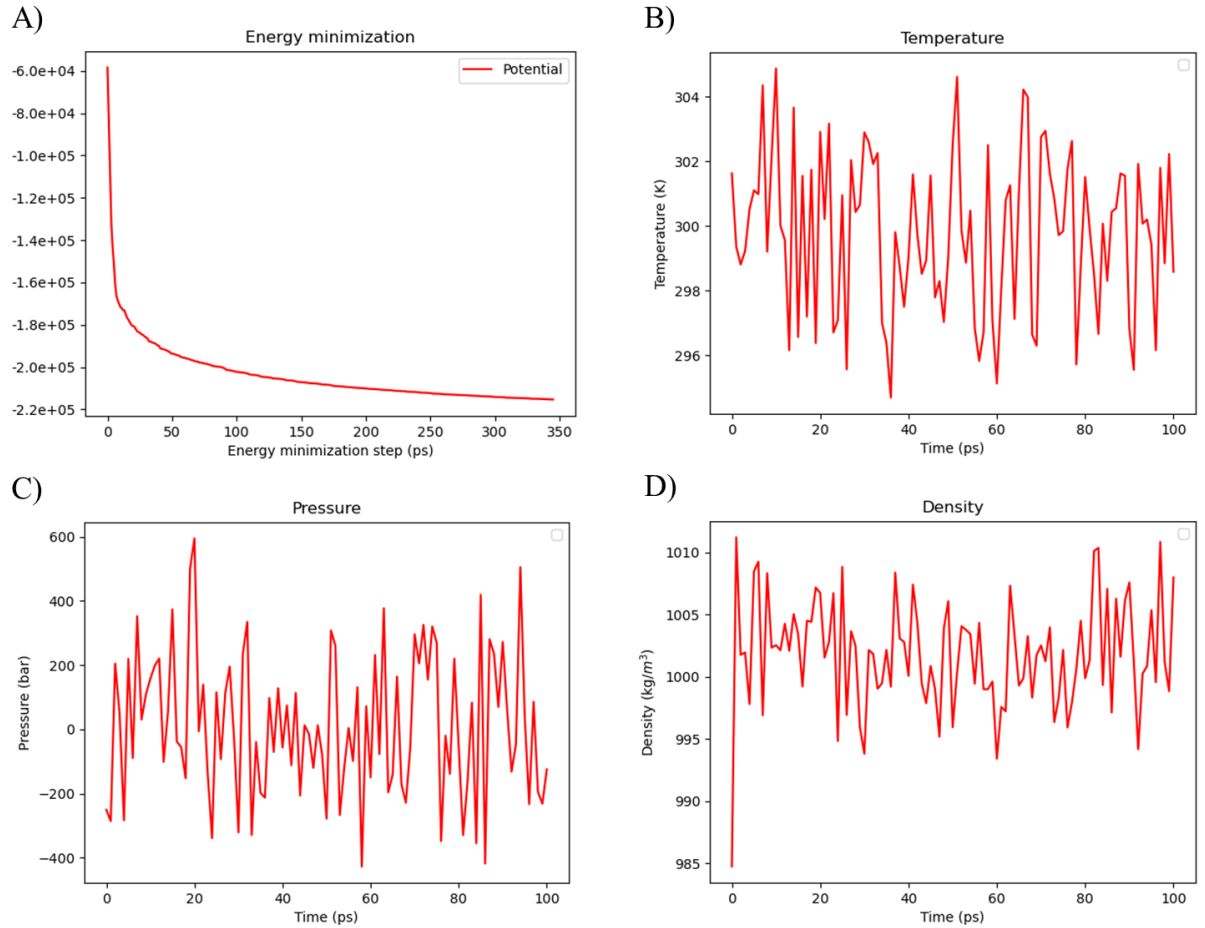 A)
Energy minimization
Potential
-6.0e+04
-8.0e+04
-1.0e+05
-1.2e+05
-1.4e+05
-1.6e+05
-1.8e+05
-2.0e+05
-2.2e+05
0 50 100 150 200 250 300 350
Energy minimization step (ps)
B)
Temperature
Temperature (K)
304
302
300
298
296
0 20 40 60 80 100
Time (ps)
C)
Pressure
Pressure (bar)
600
400
200
0
−200
−400
0 20 40 60 80 100
Time (ps)
D)
Density
Density (kg/m³)
1010
1005
1000
995
990
985
0 20 40 60 80 100
Time (ps)